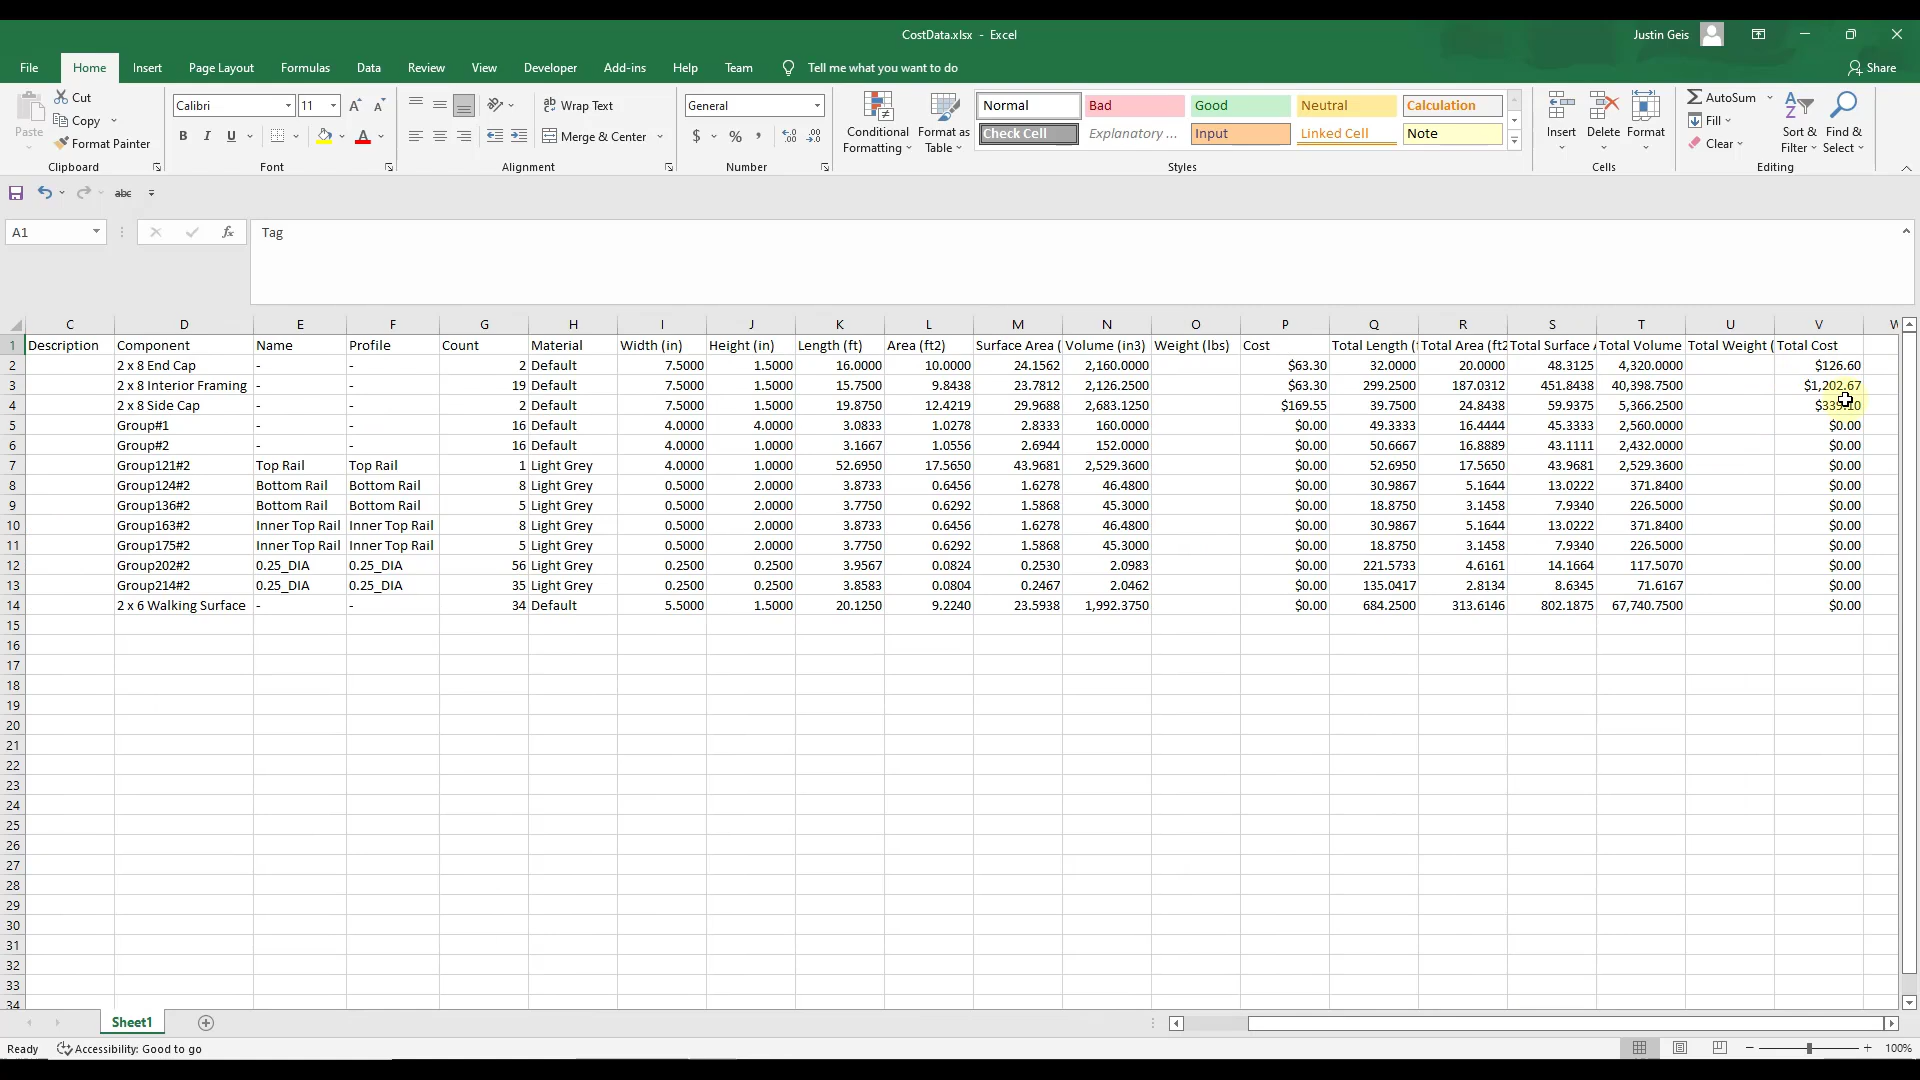 CostData.xlsx - Excel
Justin Geis
File Home Insert Page Layout Formulas Data Review View Developer Add-ins Help Team Tell me what you want to do Share
Paste Cut Copy Format Painter Clipboard
Calibri 11 A A B I U A Font
ab Wrap Text Merge & Center Alignment
General $ % , Number
Conditional Formatting Format as Table
Normal Bad Good Neutral Calculation
Check Cell Explanatory ... Input Linked Cell Note
Styles
Insert Delete Format Cells
AutoSum Fill Clear Sort & Filter Find & Select Editing
abc
A1 fx Tag
C D E F G H I J K L M N O P Q R S T U V W
1 Description Component Name Profile Count Material Width (in) Height (in) Length (ft) Area (ft2) Surface Area ( Volume (in3) Weight (lbs) Cost Total Length ( Total Area (ft2 Total Surface Total Volume Total Weight ( Total Cost
2 2 x 8 End Cap - - 2 Default 7.5000 1.5000 16.0000 10.0000 24.1562 2,160.0000 $63.30 32.0000 20.0000 48.3125 4,320.0000 $126.60
3 2 x 8 Interior Framing - - 19 Default 7.5000 1.5000 15.7500 9.8438 23.7812 2,126.2500 $63.30 299.2500 187.0312 451.8438 40,398.7500 $1,202.67
4 2 x 8 Side Cap - - 2 Default 7.5000 1.5000 19.8750 12.4219 29.9688 2,683.1250 $169.55 39.7500 24.8438 59.9375 5,366.2500 $339.10
5 Group#1 - - 16 Default 4.0000 4.0000 3.0833 1.0278 2.8333 160.0000 $0.00 49.3333 16.4444 45.3333 2,560.0000 $0.00
6 Group#2 - - 16 Default 4.0000 1.0000 3.1667 1.0556 2.6944 152.0000 $0.00 50.6667 16.8889 43.1111 2,432.0000 $0.00
7 Group121#2 Top Rail Top Rail 1 Light Grey 4.0000 1.0000 52.6950 17.5650 43.9681 2,529.3600 $0.00 52.6950 17.5650 43.9681 2,529.3600 $0.00
8 Group124#2 Bottom Rail Bottom Rail 8 Light Grey 0.5000 2.0000 3.8733 0.6456 1.6278 46.4800 $0.00 30.9867 5.1644 13.0222 371.8400 $0.00
9 Group136#2 Bottom Rail Bottom Rail 5 Light Grey 0.5000 2.0000 3.7750 0.6292 1.5868 45.3000 $0.00 18.8750 3.1458 7.9340 226.5000 $0.00
10 Group163#2 Inner Top Rail Inner Top Rail 8 Light Grey 0.5000 2.0000 3.8733 0.6456 1.6278 46.4800 $0.00 30.9867 5.1644 13.0222 371.8400 $0.00
11 Group175#2 Inner Top Rail Inner Top Rail 5 Light Grey 0.5000 2.0000 3.7750 0.6292 1.5868 45.3000 $0.00 18.8750 3.1458 7.9340 226.5000 $0.00
12 Group202#2 0.25_DIA 0.25_DIA 56 Light Grey 0.2500 0.2500 3.9567 0.0824 0.2530 2.0983 $0.00 221.5733 4.6161 14.1664 117.5070 $0.00
13 Group214#2 0.25_DIA 0.25_DIA 35 Light Grey 0.2500 0.2500 3.8583 0.0804 0.2467 2.0462 $0.00 135.0417 2.8134 8.6345 71.6167 $0.00
14 2 x 6 Walking Surface - - 34 Default 5.5000 1.5000 20.1250 9.2240 23.5938 1,992.3750 $0.00 684.2500 313.6146 802.1875 67,740.7500 $0.00
15
16
17
18
19
20
21
22
23
24
25
26
27
28
29
30
31
32
33
34
Sheet1
Ready Accessibility: Good to go 100%